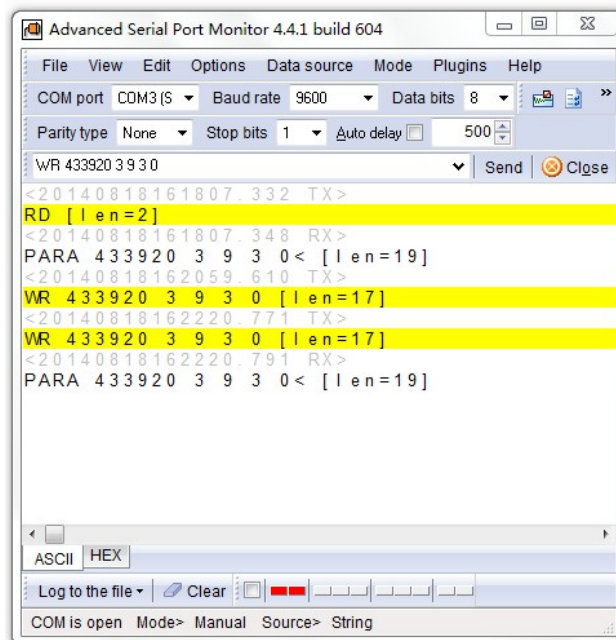 Advanced Serial Port Monitor 4.4.1 build 604
File View Edit Options Data source Mode Plugins Help
COM port COM3 (S Baud rate 9600 Data bits 8 »
Parity type None Stop bits 1 Auto delay 500
WR 433920 3 9 3 0 Send Close
<20140818161807.332 TX>
RD [len=2]
<20140818161807.348 RX>
PARA 433920 3 9 3 0< [len=19]
<20140818162059.610 TX>
WR 433920 3 9 3 0 [len=17]
<20140818162220.771 TX>
WR 433920 3 9 3 0 [len=17]
<20140818162220.791 RX>
PARA 433920 3 9 3 0< [len=19]
ASCII HEX
Log to the file Clear
COM is open Mode> Manual Source> String